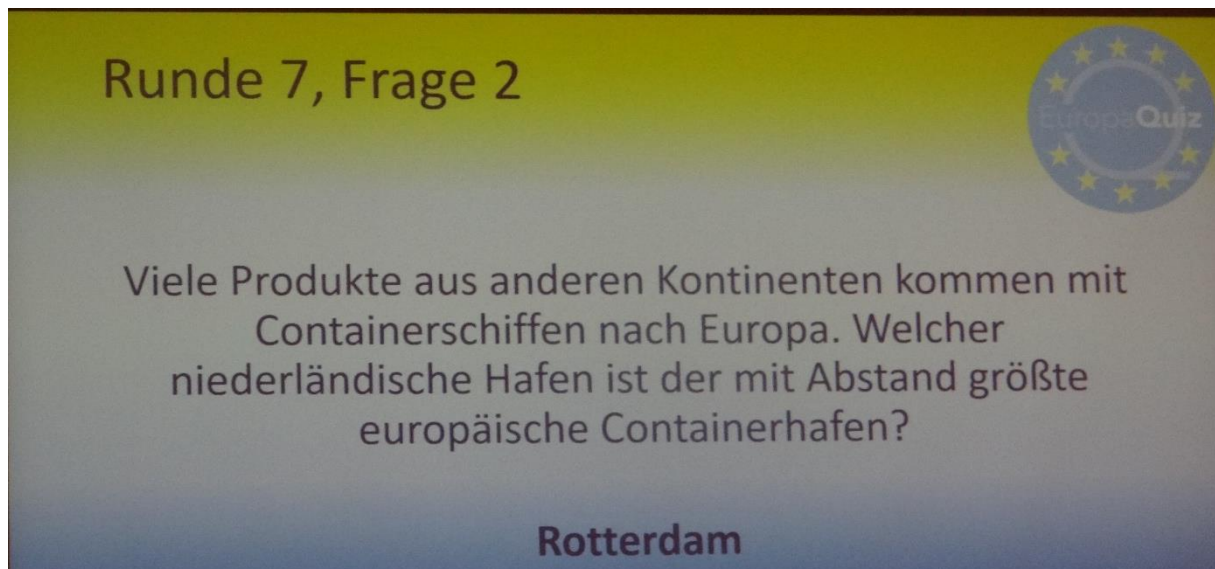 Runde 7, Frage 2
EuropaQuiz
Viele Produkte aus anderen Kontinenten kommen mit
Containerschiffen nach Europa. Welcher
niederländische Hafen ist der mit Abstand größte
europäische Containerhafen?
Rotterdam